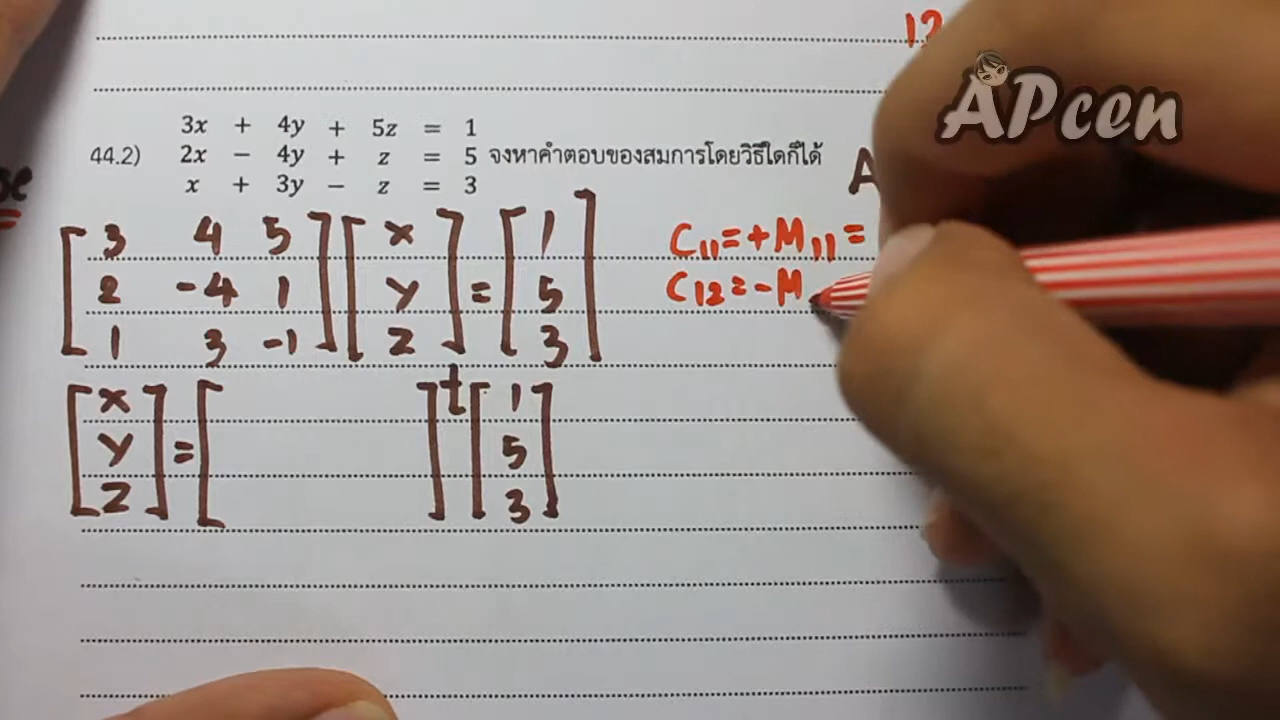 12
APcen
3x + 4y + 5z = 1
44.2) 2x − 4y + z = 5 จงหาคำตอบของสมการโดยวิธีใดก็ได้
x + 3y − z = 3
A
[3 4 5] [x] = [1]
[2 -4 1] [y] = [5]
[1 3 -1] [z] = [3]
C11=+M11=
C12=-M
[x] = [ ]t [1]
[y] [5]
[z] [3]